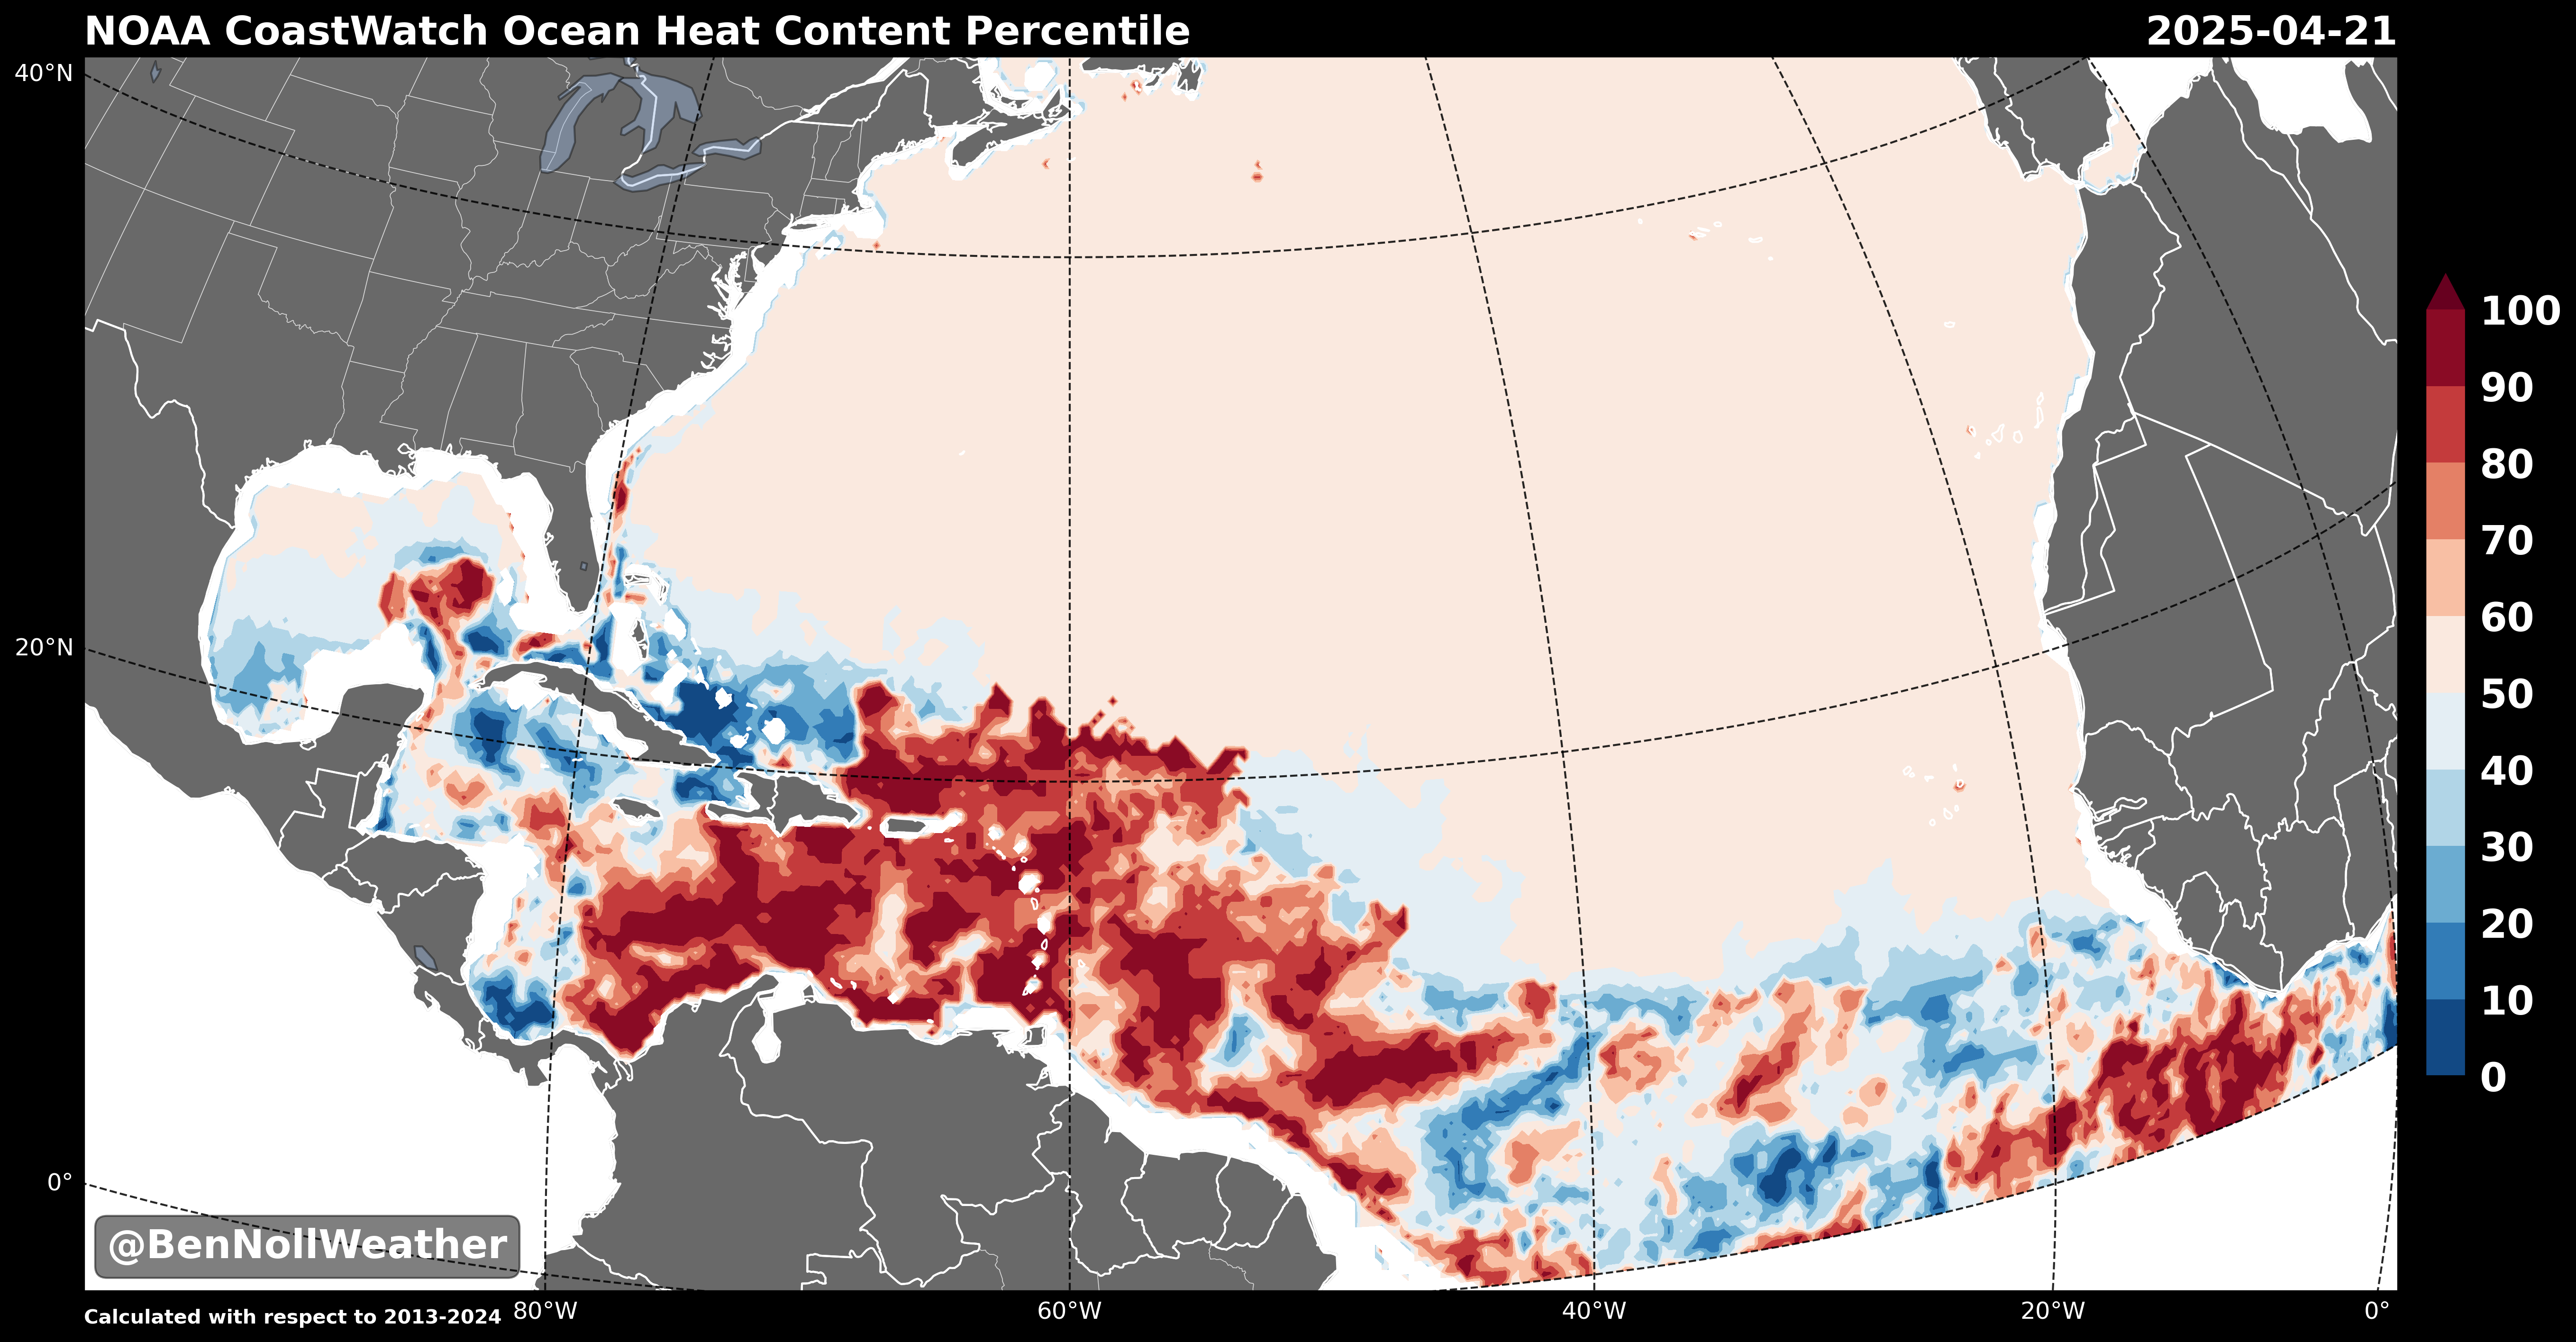 NOAA CoastWatch Ocean Heat Content Percentile 2025-04-21
40°N
20°N
0°
100
90
80
70
60
50
40
30
20
10
0
@BenNollWeather
Calculated with respect to 2013-2024
80°W 60°W 40°W 20°W 0°